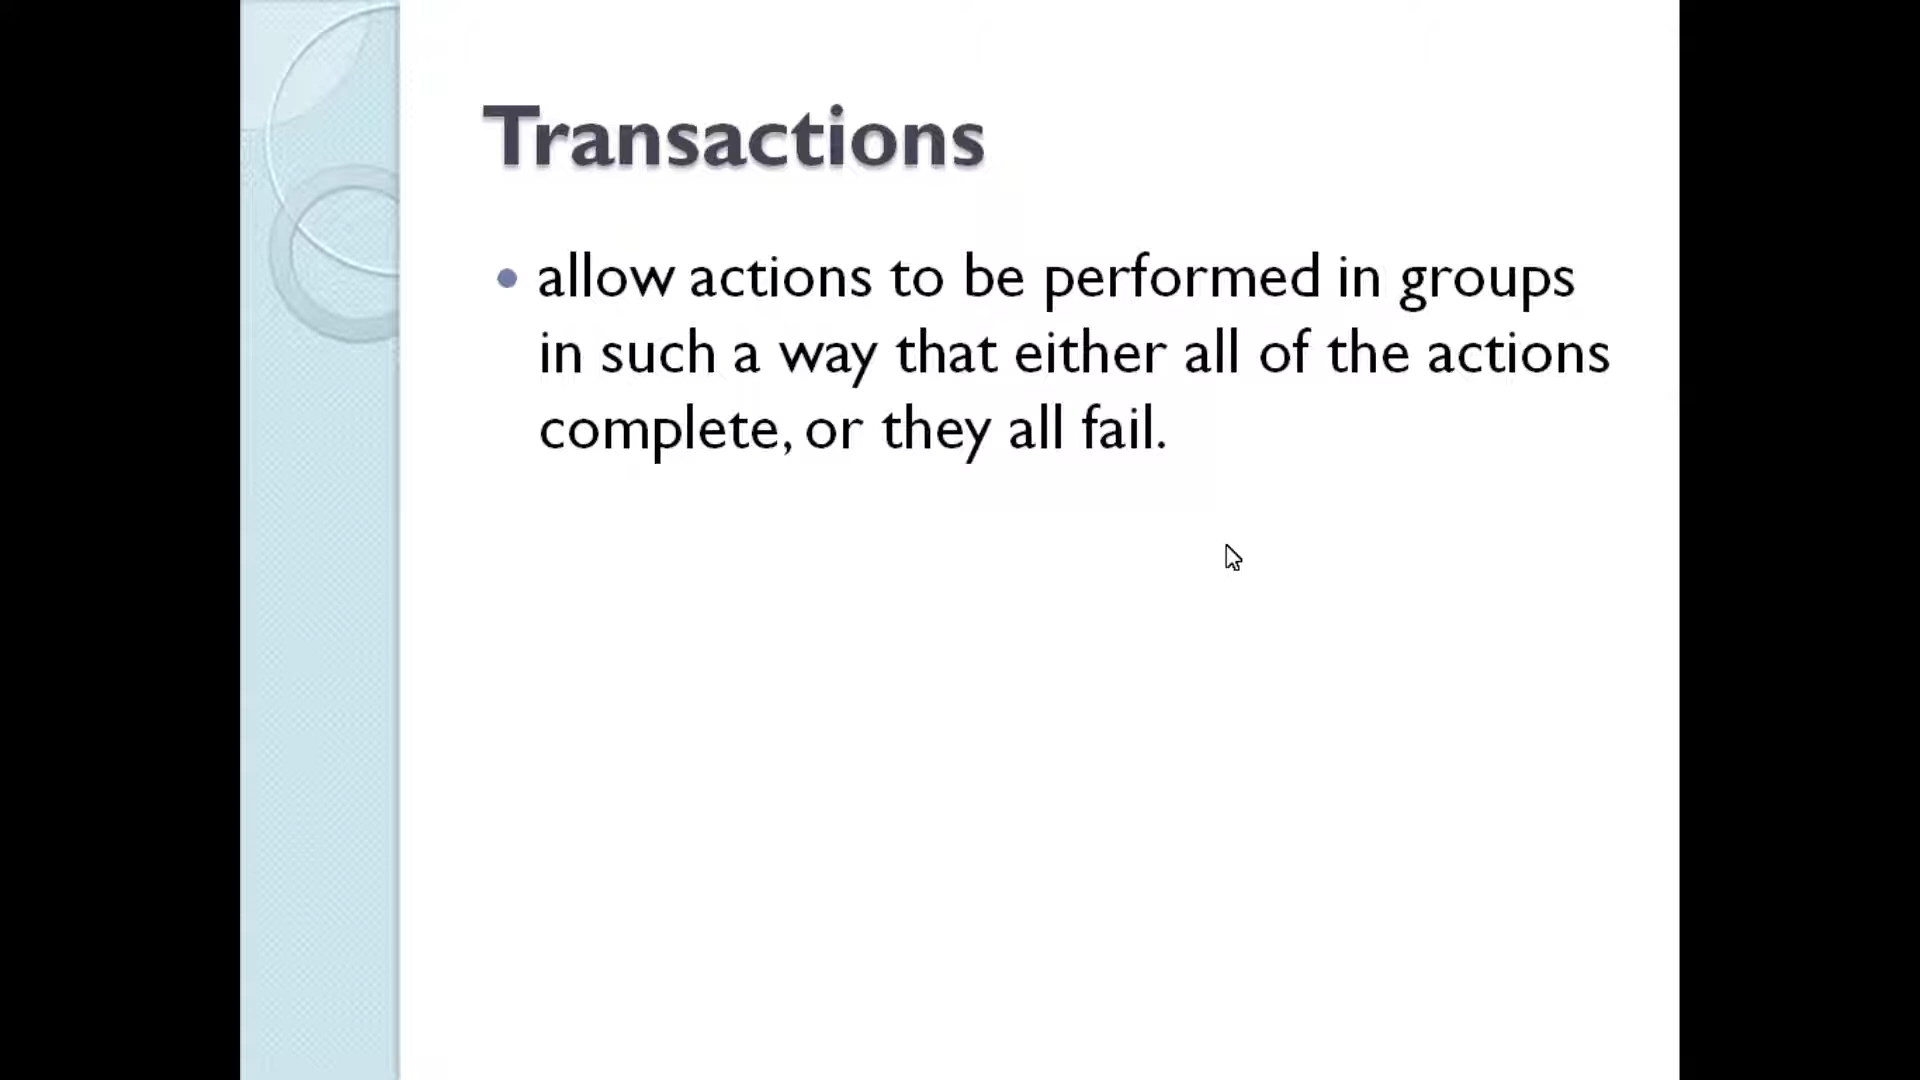 Transactions
• allow actions to be performed in groups
in such a way that either all of the actions
complete, or they all fail.